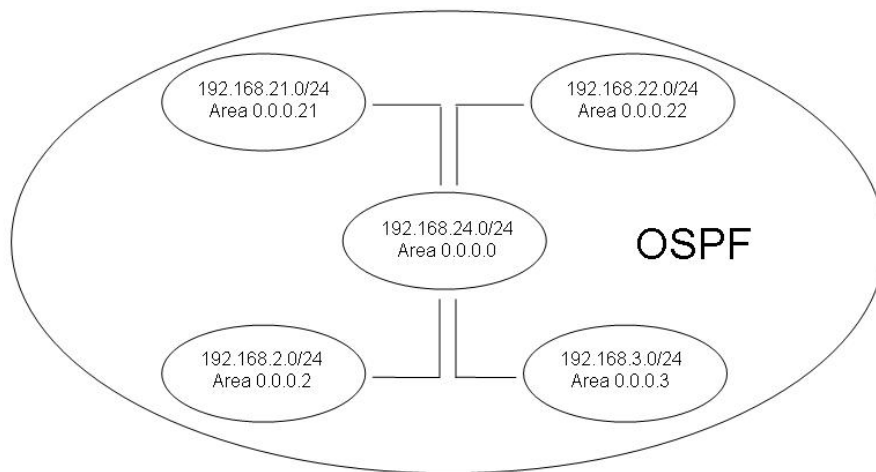 192.168.21.0/24
Area 0.0.0.21
192.168.22.0/24
Area 0.0.0.22
192.168.24.0/24
Area 0.0.0.0
OSPF
192.168.2.0/24
Area 0.0.0.2
192.168.3.0/24
Area 0.0.0.3